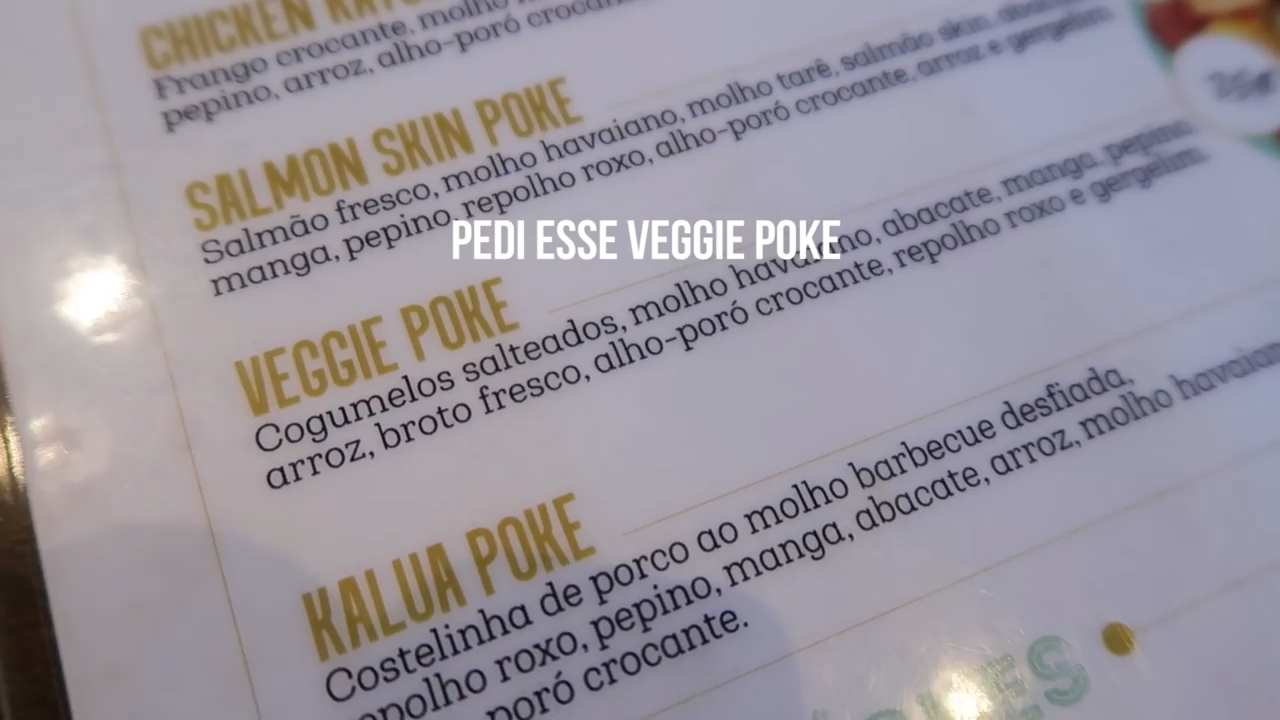 CHICKEN
Frango crocante, molho
pepino, arroz, alho-poró crocante
SALMON SKIN POKE
Salmão fresco, molho havaiano, molho tarê, salmão skin,
manga, pepino, repolho roxo, alho-poró crocante, arroz e gergelim.
PEDI ESSE VEGGIE POKE
VEGGIE POKE
Cogumelos salteados, molho havaiano, abacate, manga, pepino
arroz, broto fresco, alho-poró crocante, repolho roxo e gergelim.
KALUA POKE
Costelinha de porco ao molho barbecue desfiada,
epolho roxo, pepino, manga, abacate, arroz, molho havaian
poró crocante.